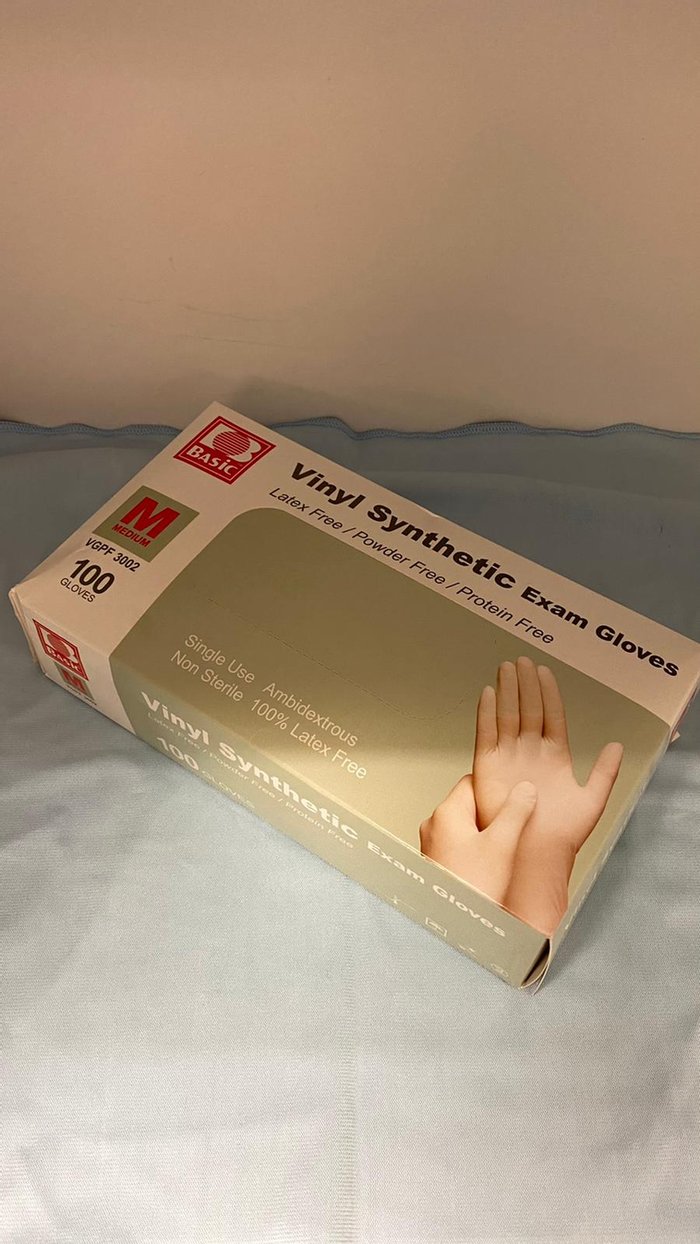 BASIC
M
MEDIUM
VGPF 3002
100
GLOVES
Vinyl Synthetic Exam Gloves
Latex Free / Powder Free / Protein Free
Single Use Ambidextrous
Non Sterile 100% Latex Free
BASIC
M
Vinyl Synthetic Exam Gloves
Latex Free / Powder Free / Protein Free
100 GLOVES